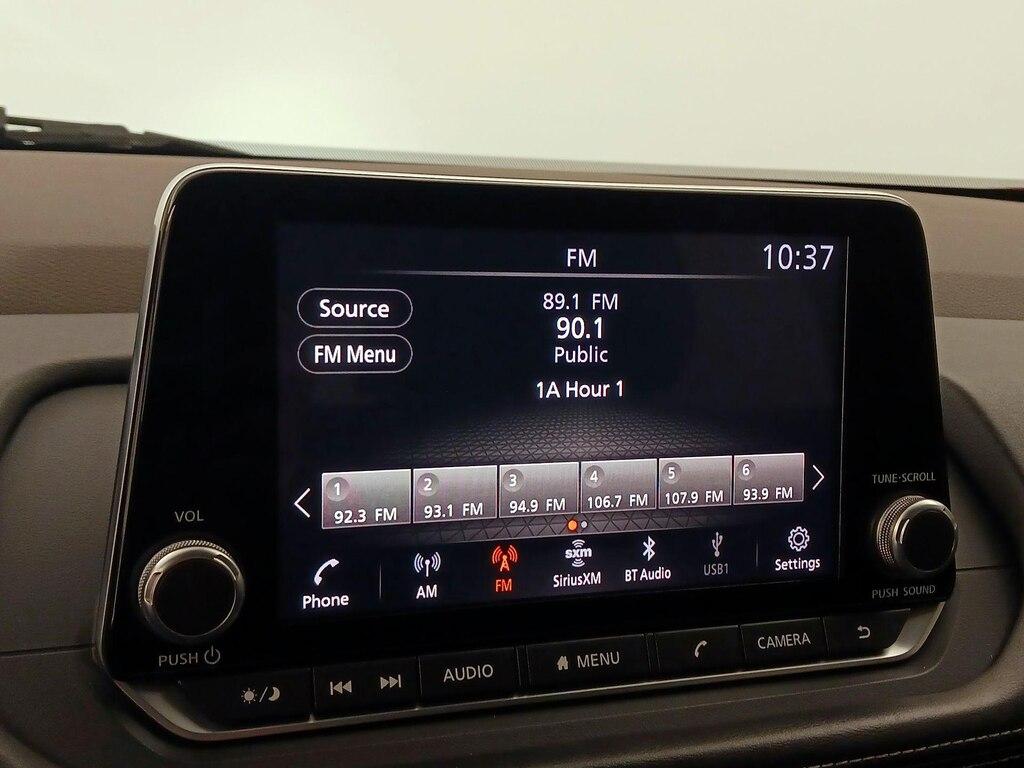 FM
10:37
Source
89.1 FM
90.1
FM Menu
Public
1A Hour 1
1
2
3
4
5
6
92.3 FM
93.1 FM
94.9 FM
106.7 FM
107.9 FM
93.9 FM
TUNE·SCROLL
VOL
Phone
AM
FM
sxm
SiriusXM
BT Audio
USB1
Settings
PUSH SOUND
PUSH
AUDIO
MENU
CAMERA